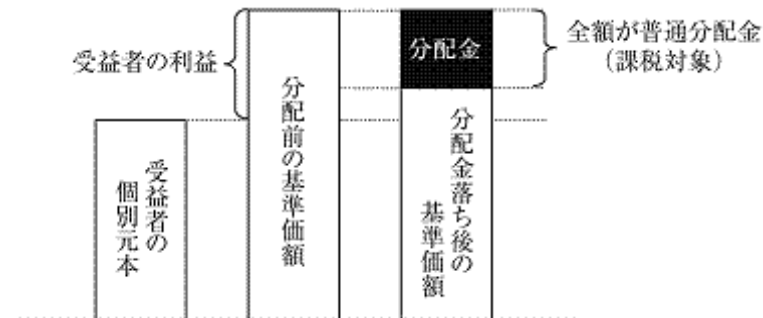 受益者の利益
分配金
全額が普通分配金
（課税対象）
受益者の
個別元本
分配前の基準価額
分配金落ち後の
基準価額